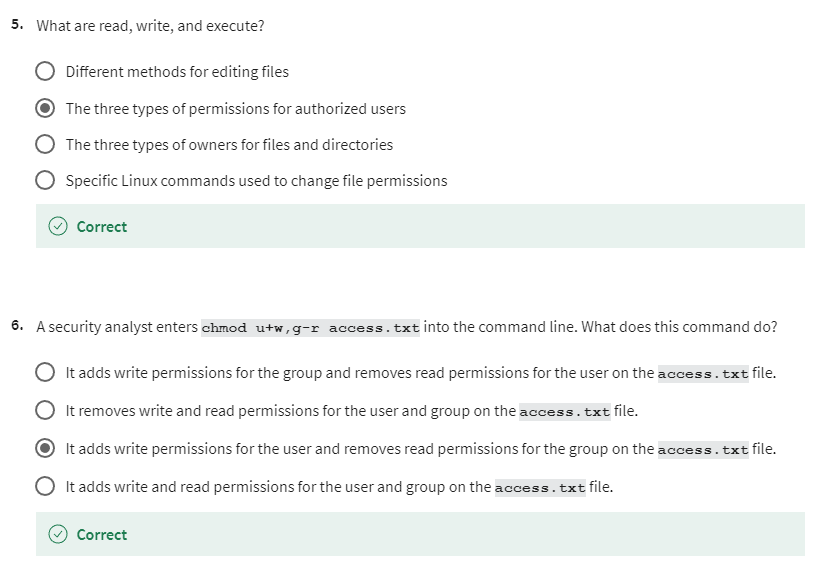 5. What are read, write, and execute?
Different methods for editing files
The three types of permissions for authorized users
The three types of owners for files and directories
Specific Linux commands used to change file permissions
Correct
6. A security analyst enters chmod u+w,g-r access.txt into the command line. What does this command do?
It adds write permissions for the group and removes read permissions for the user on the access.txt file.
It removes write and read permissions for the user and group on the access.txt file.
It adds write permissions for the user and removes read permissions for the group on the access.txt file.
It adds write and read permissions for the user and group on the access.txt file.
Correct